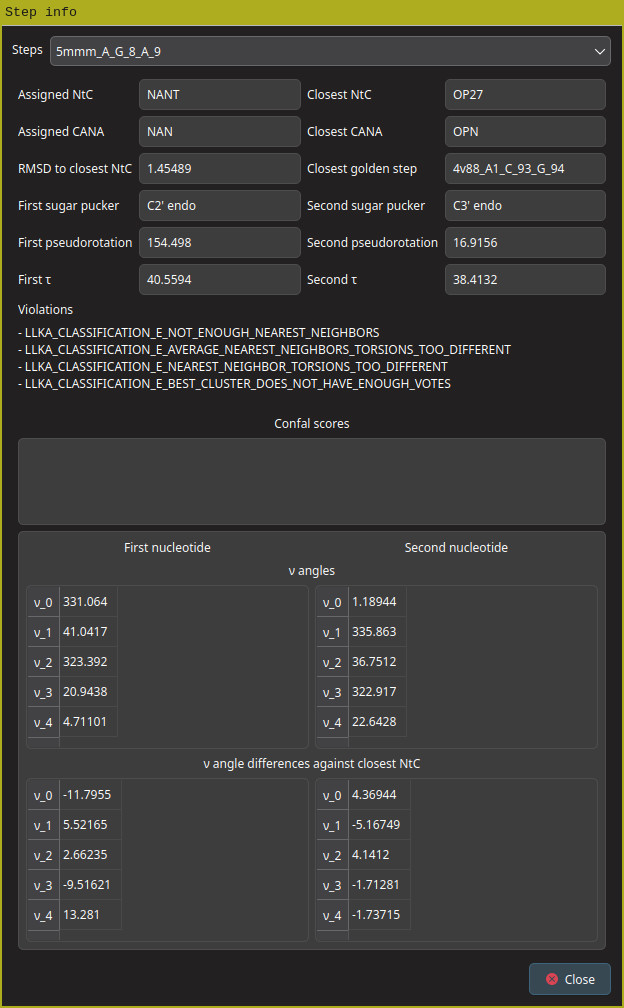 Step info
Steps 5mmm_A_G_8_A_9
Assigned NtC NANT Closest NtC OP27
Assigned CANA NAN Closest CANA OPN
RMSD to closest NtC 1.45489 Closest golden step 4v88_A1_C_93_G_94
First sugar pucker C2' endo Second sugar pucker C3' endo
First pseudorotation 154.498 Second pseudorotation 16.9156
First τ 40.5594 Second τ 38.4132
Violations
- LLKA_CLASSIFICATION_E_NOT_ENOUGH_NEAREST_NEIGHBORS
- LLKA_CLASSIFICATION_E_AVERAGE_NEAREST_NEIGHBORS_TORSIONS_TOO_DIFFERENT
- LLKA_CLASSIFICATION_E_NEAREST_NEIGHBOR_TORSIONS_TOO_DIFFERENT
- LLKA_CLASSIFICATION_E_BEST_CLUSTER_DOES_NOT_HAVE_ENOUGH_VOTES
Confal scores
First nucleotide Second nucleotide
ν angles
ν_0 331.064 ν_0 1.18944
ν_1 41.0417 ν_1 335.863
ν_2 323.392 ν_2 36.7512
ν_3 20.9438 ν_3 322.917
ν_4 4.71101 ν_4 22.6428
ν angle differences against closest NtC
ν_0 -11.7955 ν_0 4.36944
ν_1 5.52165 ν_1 -5.16749
ν_2 2.66235 ν_2 4.1412
ν_3 -9.51621 ν_3 -1.71281
ν_4 13.281 ν_4 -1.73715
Close